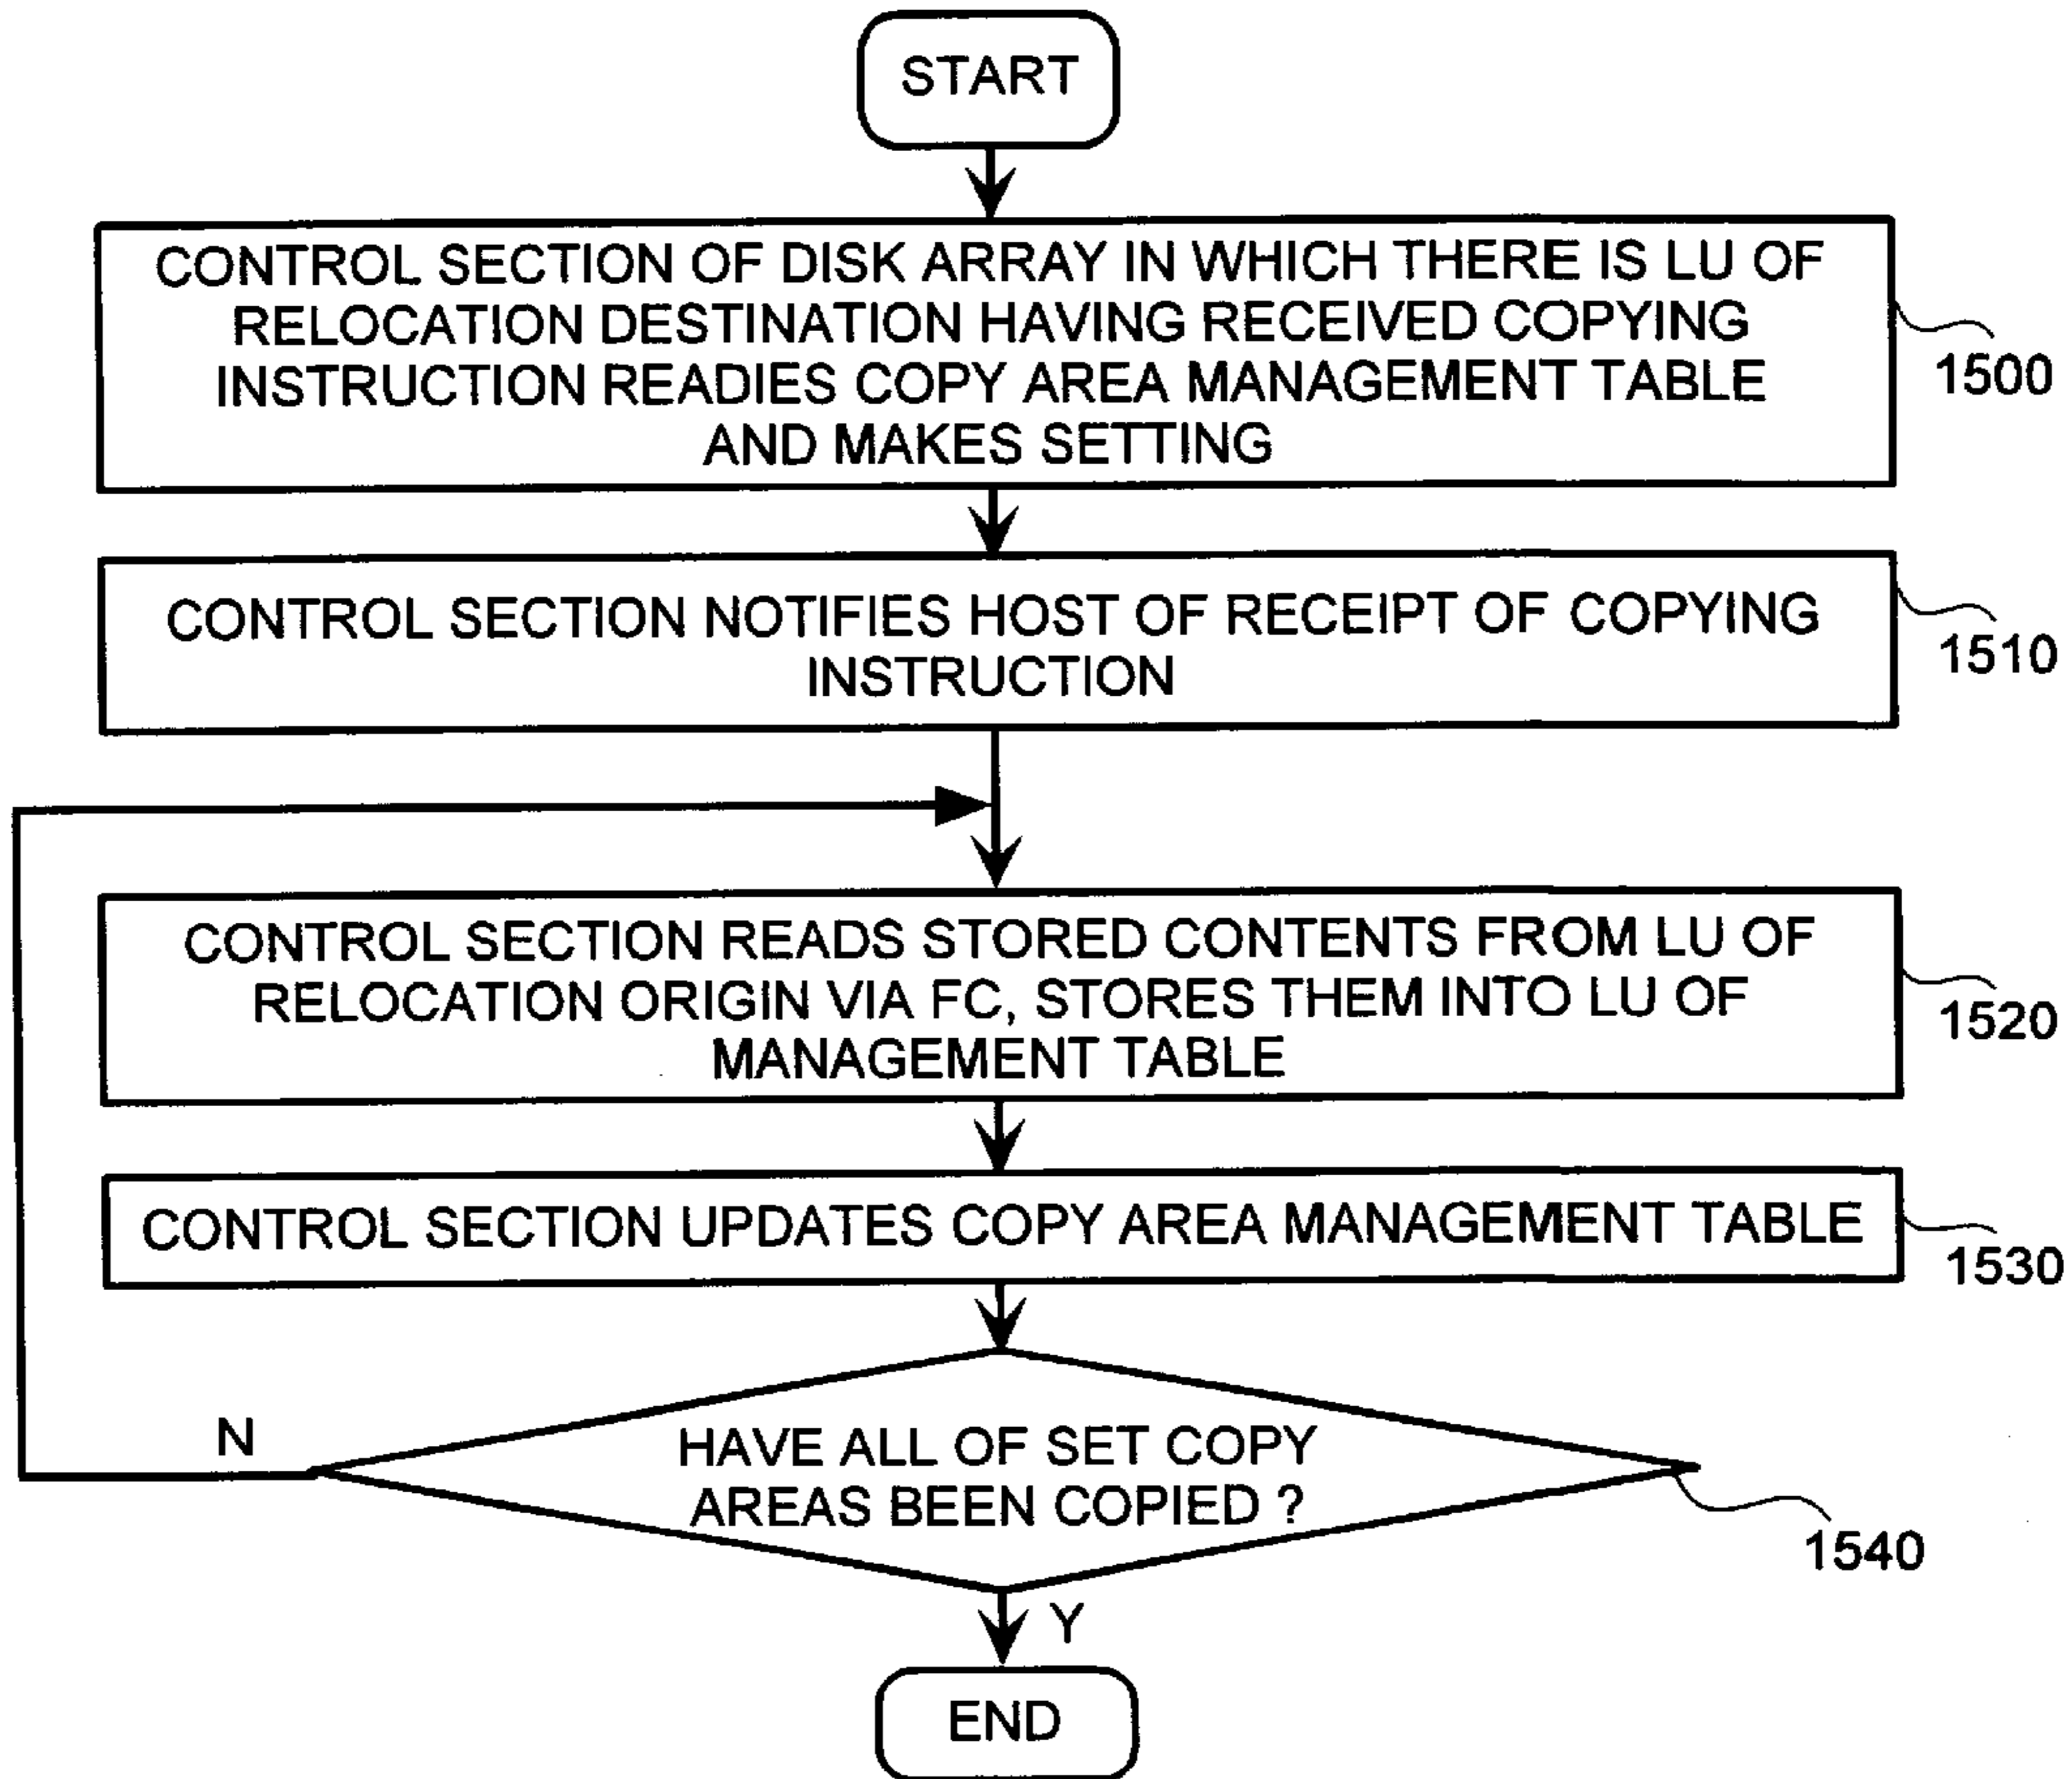 START
CONTROL SECTION OF DISK ARRAY IN WHICH THERE IS LU OF
RELOCATION DESTINATION HAVING RECEIVED COPYING
INSTRUCTION READIES COPY AREA MANAGEMENT TABLE
AND MAKES SETTING
1500
CONTROL SECTION NOTIFIES HOST OF RECEIPT OF COPYING
INSTRUCTION
1510
CONTROL SECTION READS STORED CONTENTS FROM LU OF
RELOCATION ORIGIN VIA FC, STORES THEM INTO LU OF
MANAGEMENT TABLE
1520
CONTROL SECTION UPDATES COPY AREA MANAGEMENT TABLE
1530
N
HAVE ALL OF SET COPY
AREAS BEEN COPIED ?
1540
Y
END